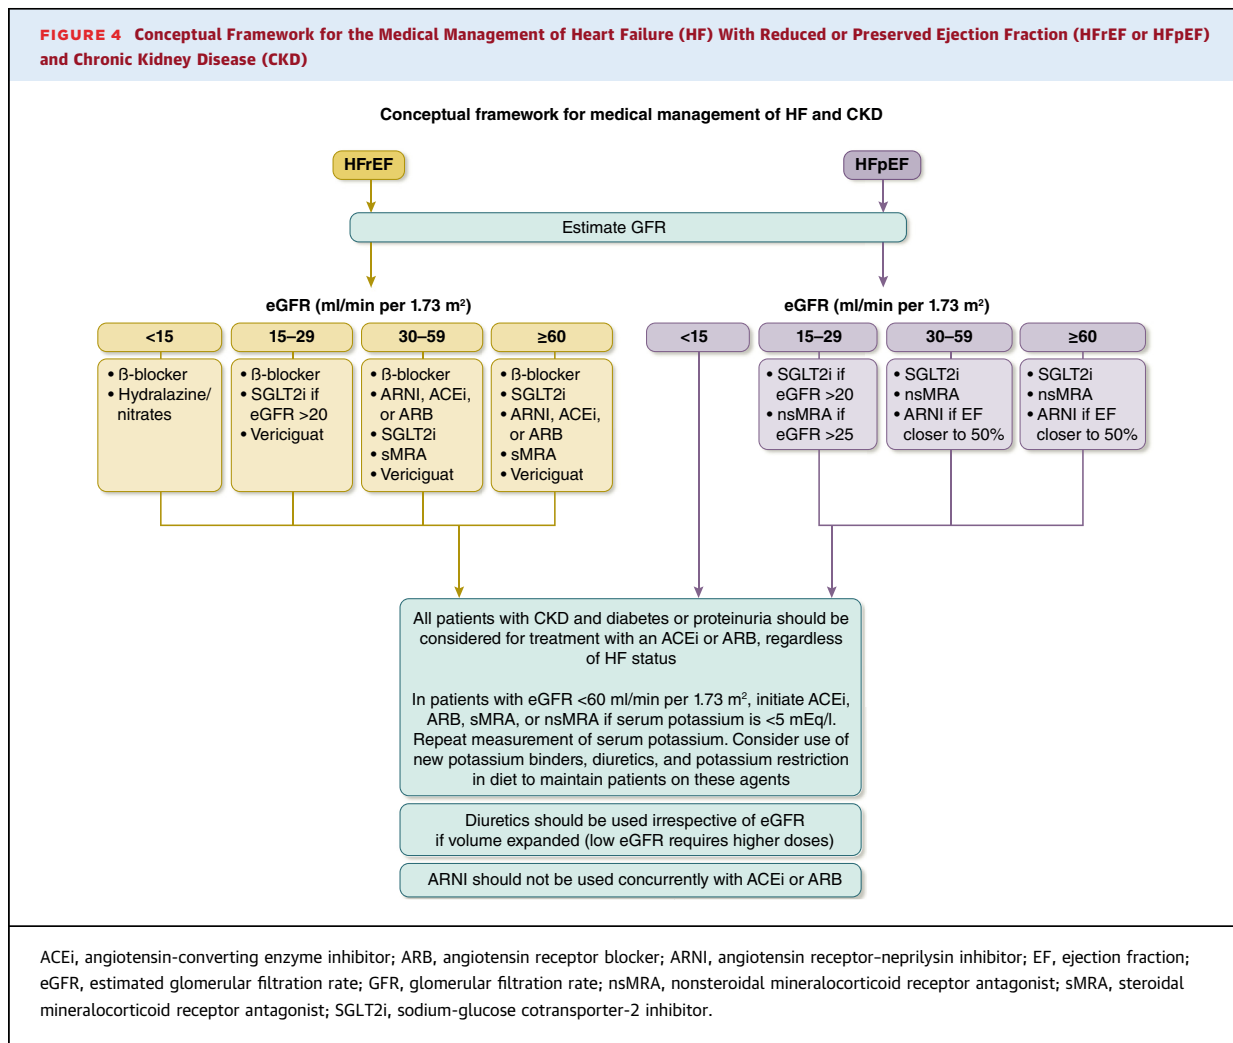 FIGURE 4 Conceptual Framework for the Medical Management of Heart Failure (HF) With Reduced or Preserved Ejection Fraction (HFrEF or HFpEF)
and Chronic Kidney Disease (CKD)
Conceptual framework for medical management of HF and CKD
HFrEF
HFpEF
Estimate GFR
eGFR (ml/min per 1.73 m²)
<15
15–29
30–59
≥60
• ß-blocker
• Hydralazine/
nitrates
• ß-blocker
• SGLT2i if
eGFR >20
• Vericiguat
• ß-blocker
• ARNI, ACEi,
or ARB
• SGLT2i
• sMRA
• Vericiguat
• ß-blocker
• SGLT2i
• ARNI, ACEi,
or ARB
• sMRA
• Vericiguat
eGFR (ml/min per 1.73 m²)
<15
15–29
30–59
≥60
• SGLT2i if
eGFR >20
• nsMRA if
eGFR >25
• SGLT2i
• nsMRA
• ARNI if EF
closer to 50%
• SGLT2i
• nsMRA
• ARNI if EF
closer to 50%
All patients with CKD and diabetes or proteinuria should be
considered for treatment with an ACEi or ARB, regardless
of HF status
In patients with eGFR <60 ml/min per 1.73 m², initiate ACEi,
ARB, sMRA, or nsMRA if serum potassium is <5 mEq/l.
Repeat measurement of serum potassium. Consider use of
new potassium binders, diuretics, and potassium restriction
in diet to maintain patients on these agents
Diuretics should be used irrespective of eGFR
if volume expanded (low eGFR requires higher doses)
ARNI should not be used concurrently with ACEi or ARB
ACEi, angiotensin-converting enzyme inhibitor; ARB, angiotensin receptor blocker; ARNI, angiotensin receptor-neprilysin inhibitor; EF, ejection fraction;
eGFR, estimated glomerular filtration rate; GFR, glomerular filtration rate; nsMRA, nonsteroidal mineralocorticoid receptor antagonist; sMRA, steroidal
mineralocorticoid receptor antagonist; SGLT2i, sodium-glucose cotransporter-2 inhibitor.